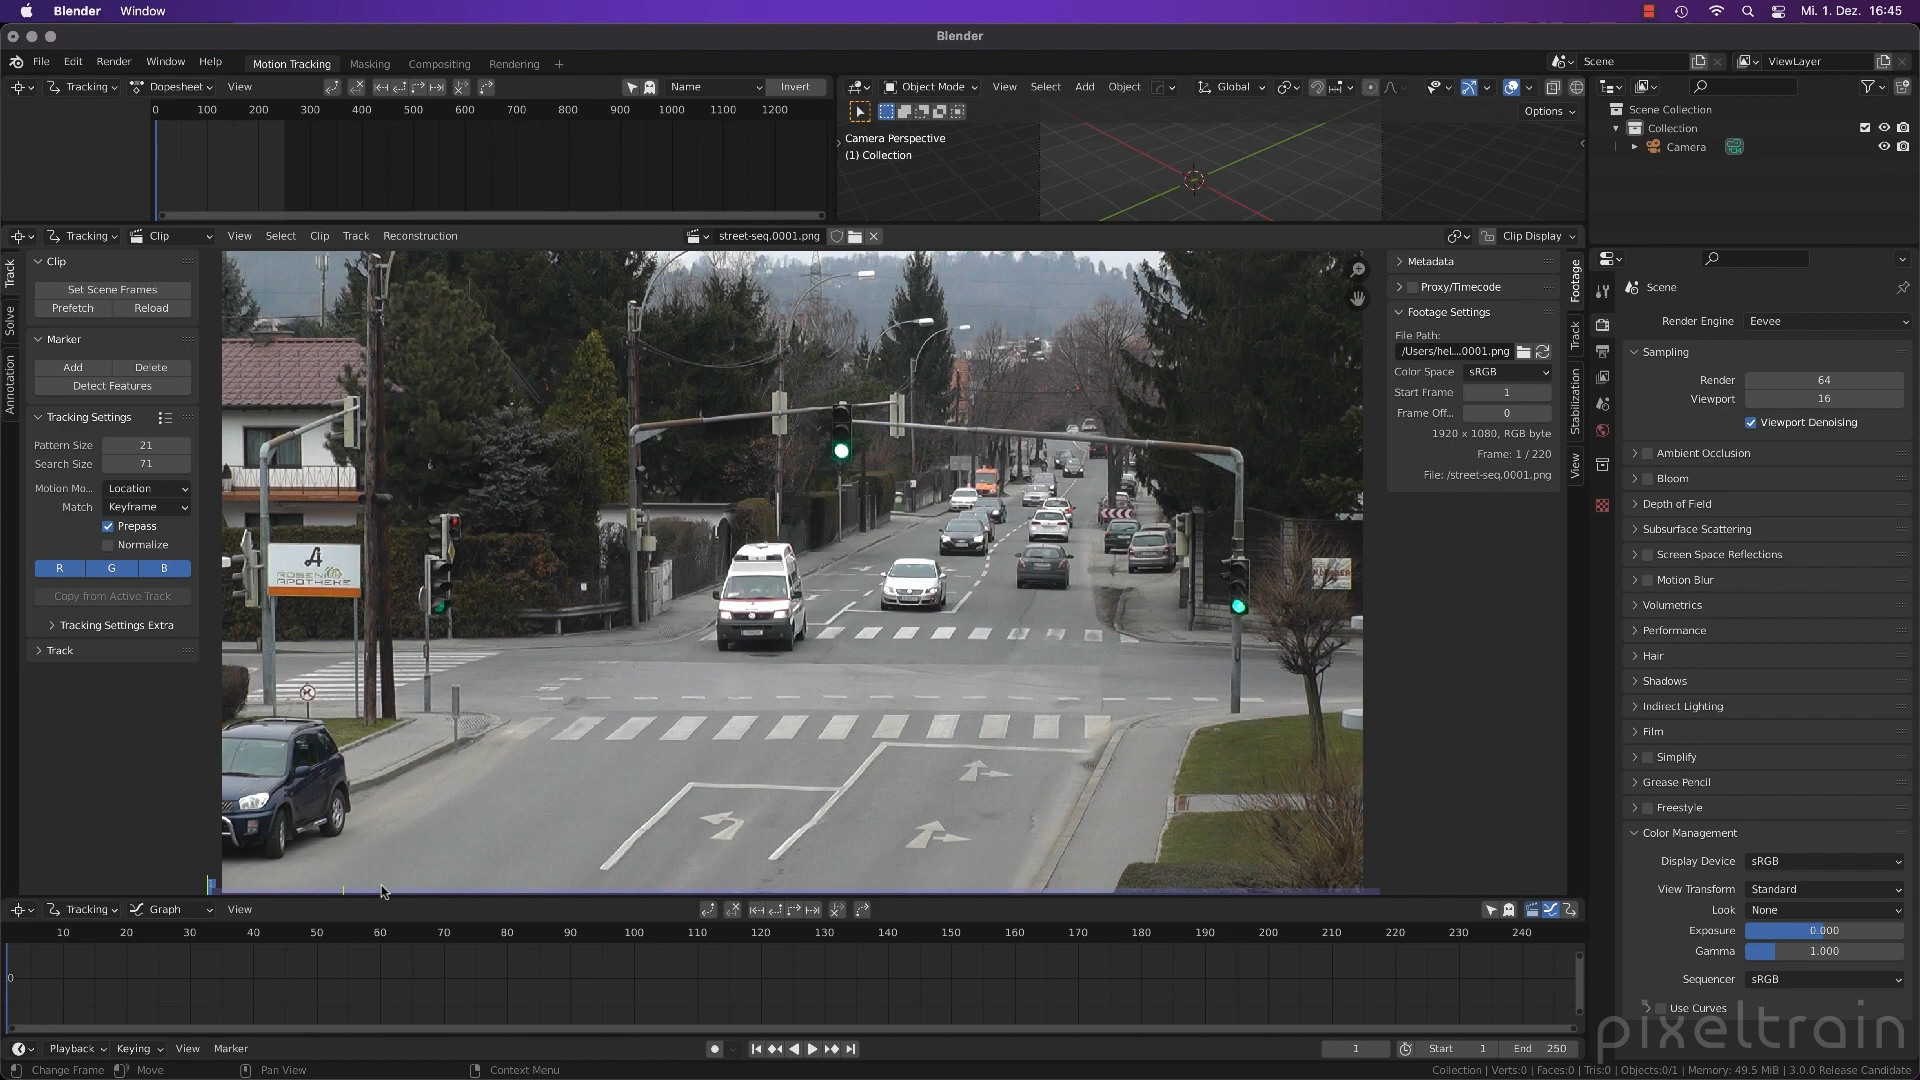 Blender Window Mi. 1. Dez. 16:45
Blender
File Edit Render Window Help Motion Tracking Masking Compositing Rendering + Scene ViewLayer
Tracking Dopesheet View Name Invert
0 100 200 300 400 500 600 700 800 900 1000 1100 1200
Object Mode View Select Add Object Global
Options
Camera Perspective
(1) Collection
Scene Collection
Collection
Camera
Tracking Clip View Select Clip Track Reconstruction street-seq.0001.png Clip Display
Track
Solve
Annotation
Clip
Set Scene Frames
Prefetch Reload
Marker
Add Delete
Detect Features
Tracking Settings
Pattern Size 21
Search Size 71
Motion Mo... Location
Match Keyframe
Prepass
Normalize
R G B
Copy from Active Track
Tracking Settings Extra
Track
A
ROSEN
APOTHEKE
Metadata
Proxy/Timecode
Footage Settings
File Path:
/Users/hel...0001.png
Color Space sRGB
Start Frame 1
Frame Off... 0
1920 x 1080, RGB byte
Frame: 1 / 220
File: /street-seq.0001.png
Footage
Track
Stabilization
View
Scene
Render Engine Eevee
Sampling
Render 64
Viewport 16
Viewport Denoising
Ambient Occlusion
Bloom
Depth of Field
Subsurface Scattering
Screen Space Reflections
Motion Blur
Volumetrics
Performance
Hair
Shadows
Indirect Lighting
Film
Simplify
Grease Pencil
Freestyle
Color Management
Display Device sRGB
View Transform Standard
Look None
Exposure 0.000
Gamma 1.000
Sequencer sRGB
Use Curves
1
Tracking Graph View
10 20 30 40 50 60 70 80 90 100 110 120 130 140 150 160 170 180 190 200 210 220 230 240
0
Playback Keying View Marker 1 Start 1 End 250
Change Frame Move Pan View Context Menu Collection | Verts:0 | Faces:0 | Tris:0 | Objects:0/1 | Memory: 49.5 MiB | 3.0.0 Release Candidate
pixeltrain